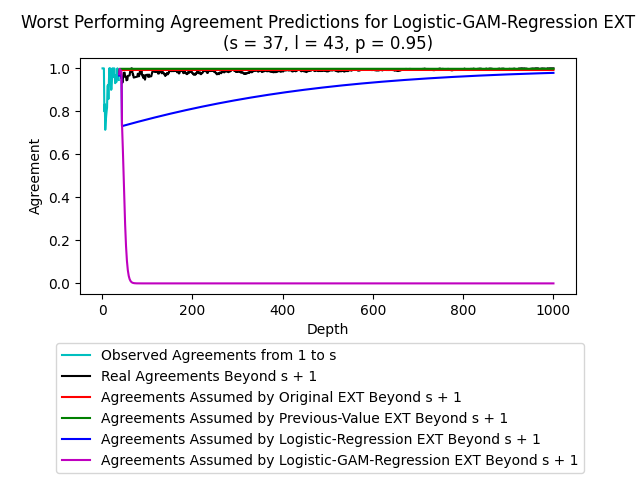 Worst Performing Agreement Predictions for Logistic-GAM-Regression EXT
(s = 37, l = 43, p = 0.95)
1.0
0.8
0.6
0.4
0.2
0.0
Agreement
0 200 400 600 800 1000
Depth
Observed Agreements from 1 to s
Real Agreements Beyond s + 1
Agreements Assumed by Original EXT Beyond s + 1
Agreements Assumed by Previous-Value EXT Beyond s + 1
Agreements Assumed by Logistic-Regression EXT Beyond s + 1
Agreements Assumed by Logistic-GAM-Regression EXT Beyond s + 1